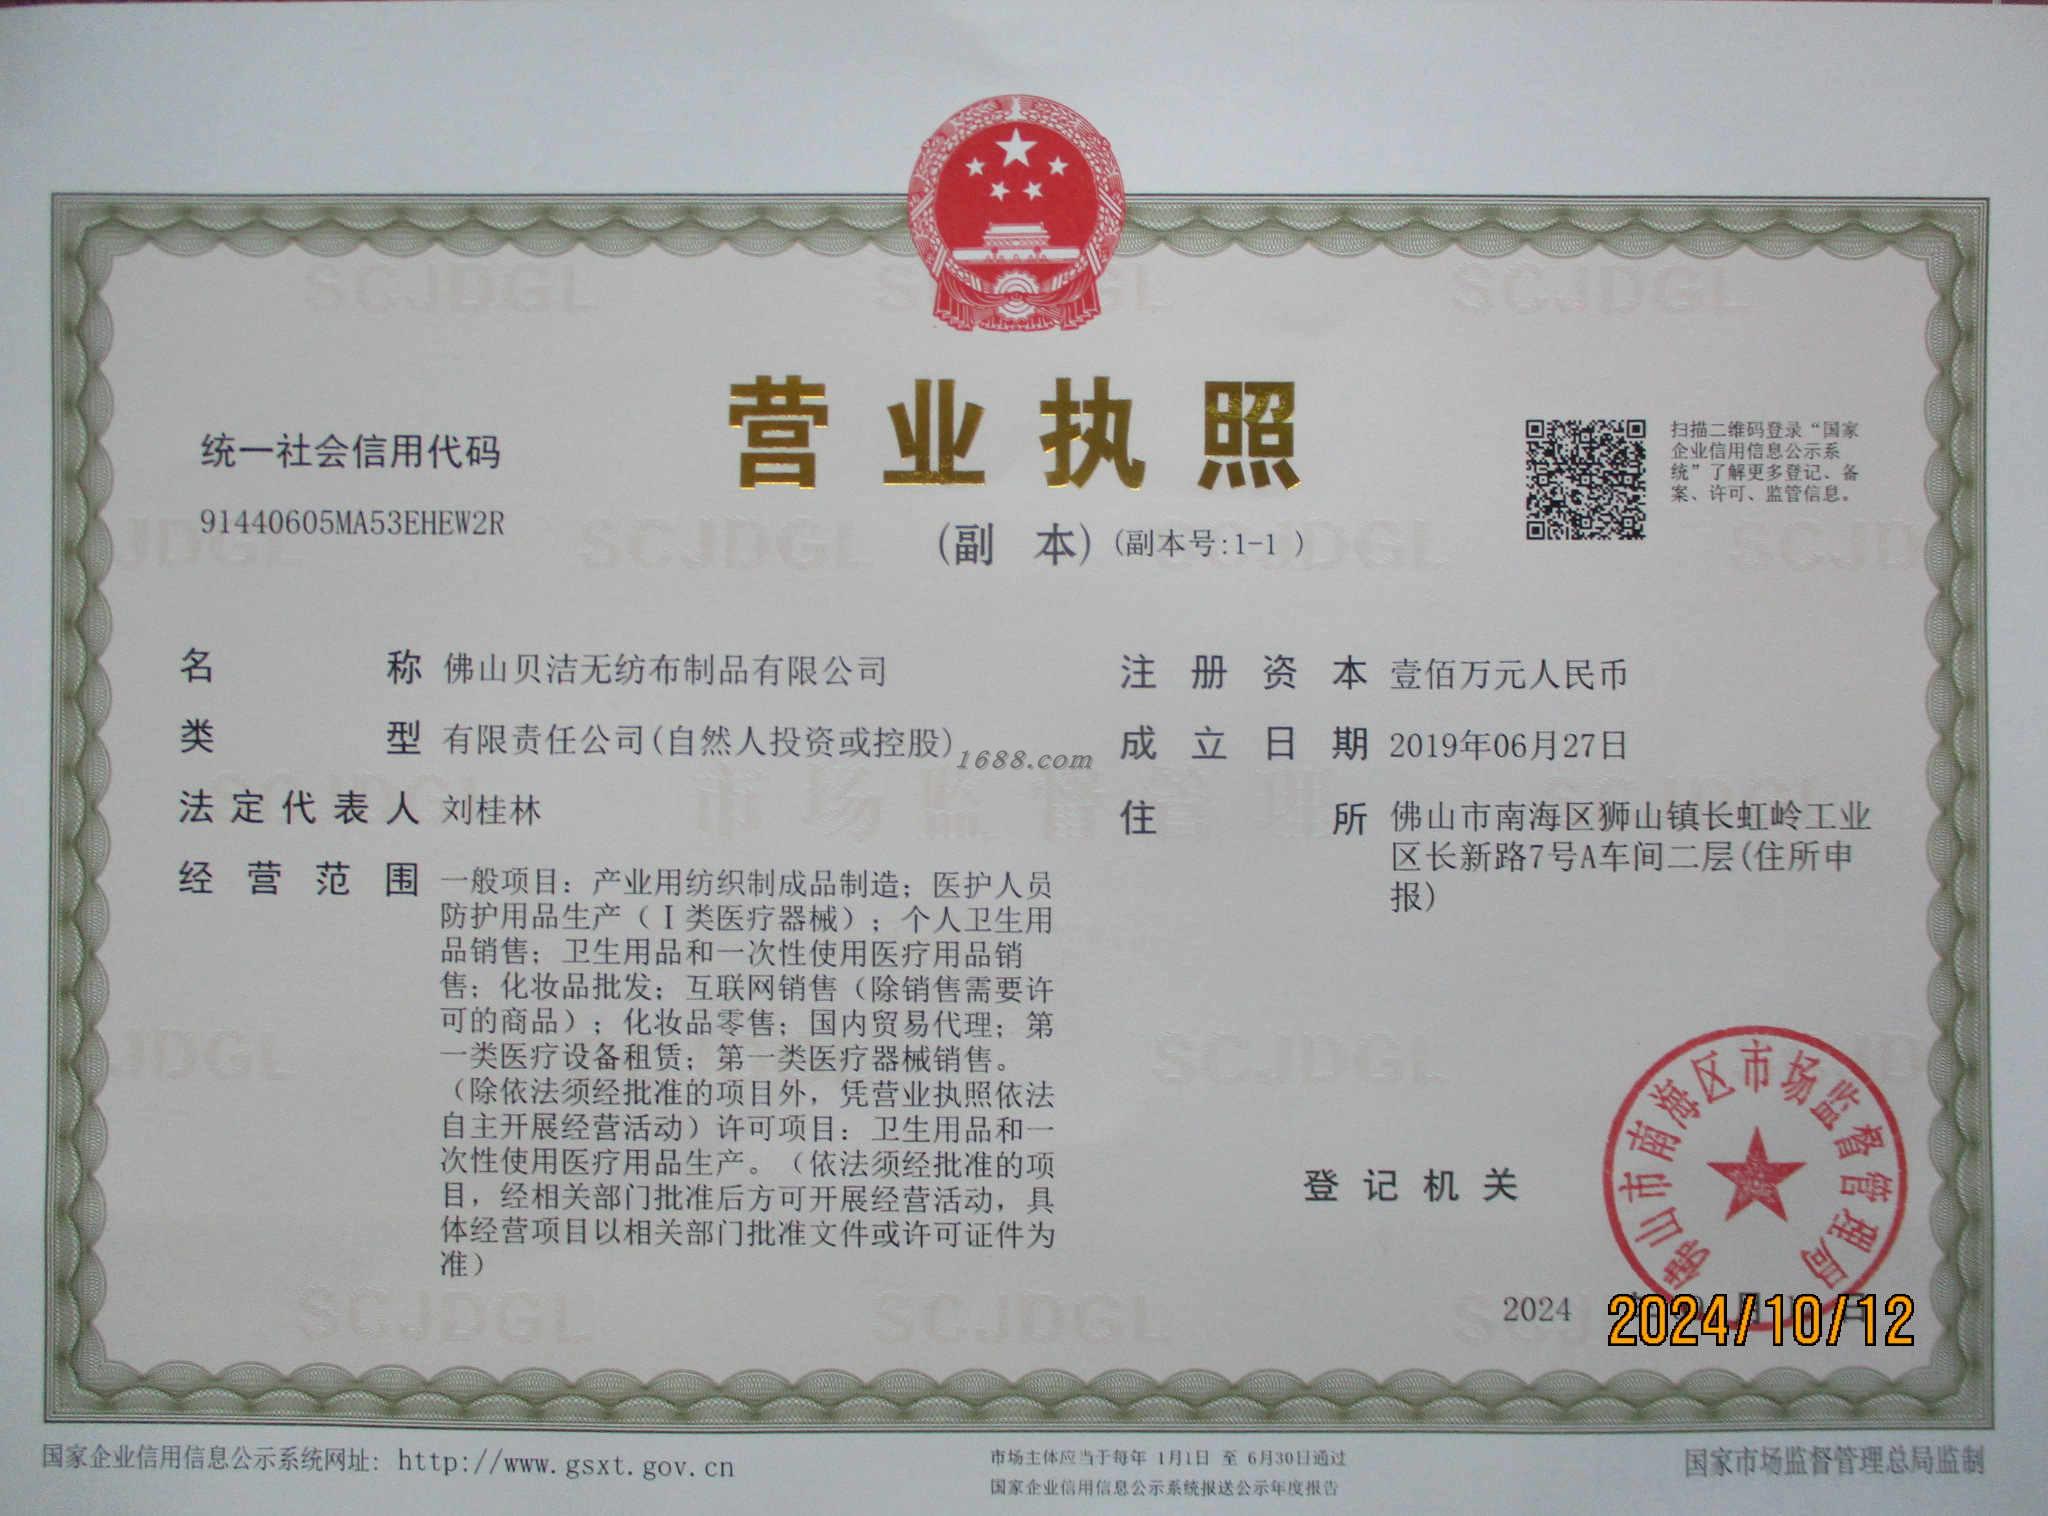 营业执照
(副 本) (副本号:1-1 )
统一社会信用代码
91440605MA53EHEW2R
扫描二维码登录“国家
企业信用信息公示系
统”了解更多登记、备
案、许可、监管信息。
名 称 佛山贝洁无纺布制品有限公司
类 型 有限责任公司(自然人投资或控股)
法定代表人 刘桂林
经营范围 一般项目：产业用纺织制成品制造；医护人员
防护用品生产（Ⅰ类医疗器械）；个人卫生用
品销售；卫生用品和一次性使用医疗用品销
售；化妆品批发；互联网销售（除销售需要许
可的商品）；化妆品零售；国内贸易代理；第
一类医疗设备租赁；第一类医疗器械销售。
（除依法须经批准的项目外，凭营业执照依法
自主开展经营活动）许可项目：卫生用品和一
次性使用医疗用品生产。（依法须经批准的项
目，经相关部门批准后方可开展经营活动，具
体经营项目以相关部门批准文件或许可证件为
准）
注册资本 壹佰万元人民币
成立日期 2019年06月27日
住 所 佛山市南海区狮山镇长虹岭工业
区长新路7号A车间二层(住所申
报)
1688.com
市场监督管理
SCJDGL
登记机关
佛山市南海区市场监督管理局
2024 月 日
2024/10/12
国家企业信用信息公示系统网址: http://www.gsxt.gov.cn
市场主体应当于每年 1月1日 至 6月30日通过
国家企业信用信息公示系统报送公示年度报告
国家市场监督管理总局监制